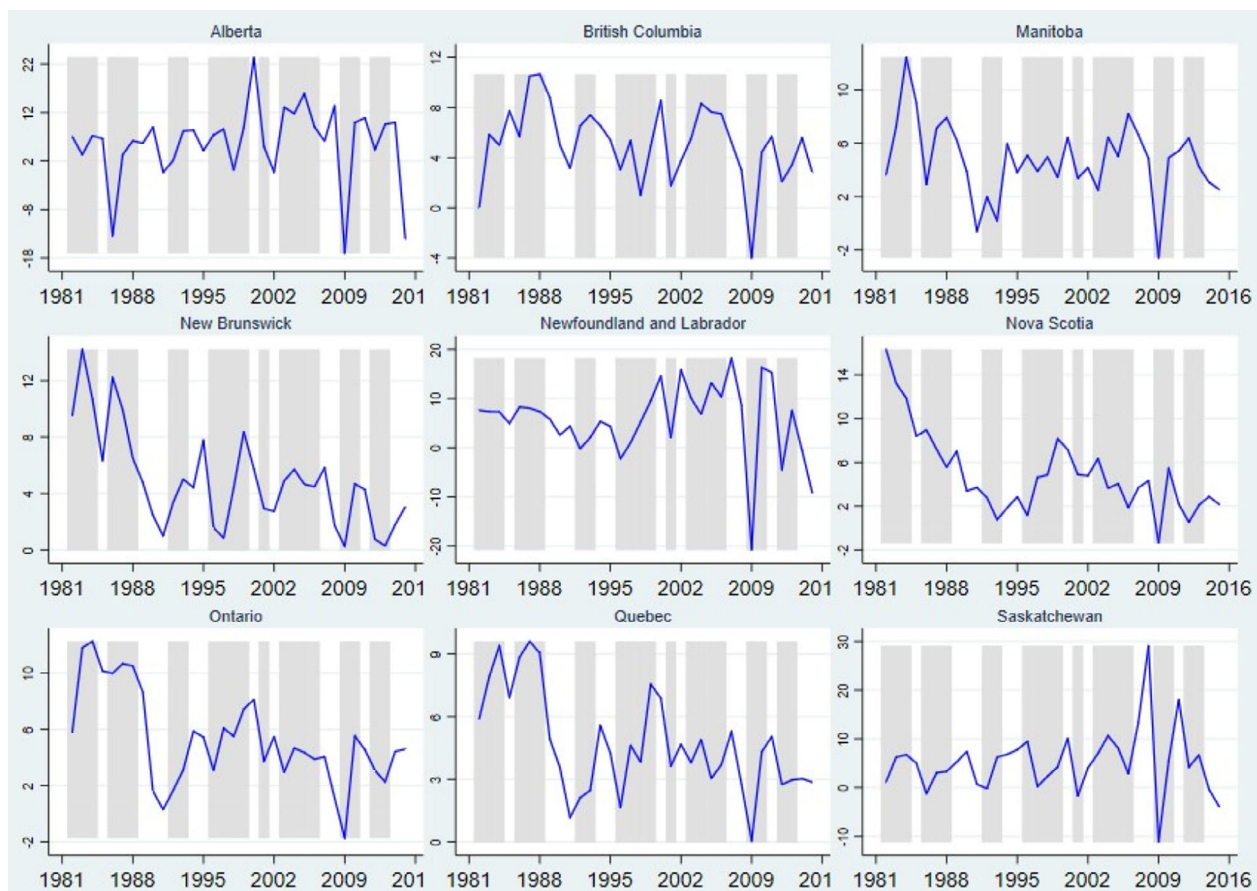 Alberta
22
12
2
-8
-18
1981 1988 1995 2002 2009 201
British Columbia
12
8
4
0
-4
1981 1988 1995 2002 2009 201
Manitoba
10
6
2
-2
1981 1988 1995 2002 2009 2016
New Brunswick
12
8
4
0
1981 1988 1995 2002 2009 201
Newfoundland and Labrador
20
10
0
-10
-20
1981 1988 1995 2002 2009 201
Nova Scotia
14
10
6
2
-2
1981 1988 1995 2002 2009 2016
Ontario
10
6
2
-2
1981 1988 1995 2002 2009 201
Quebec
9
6
3
0
1981 1988 1995 2002 2009 201
Saskatchewan
30
20
10
0
-10
1981 1988 1995 2002 2009 2016